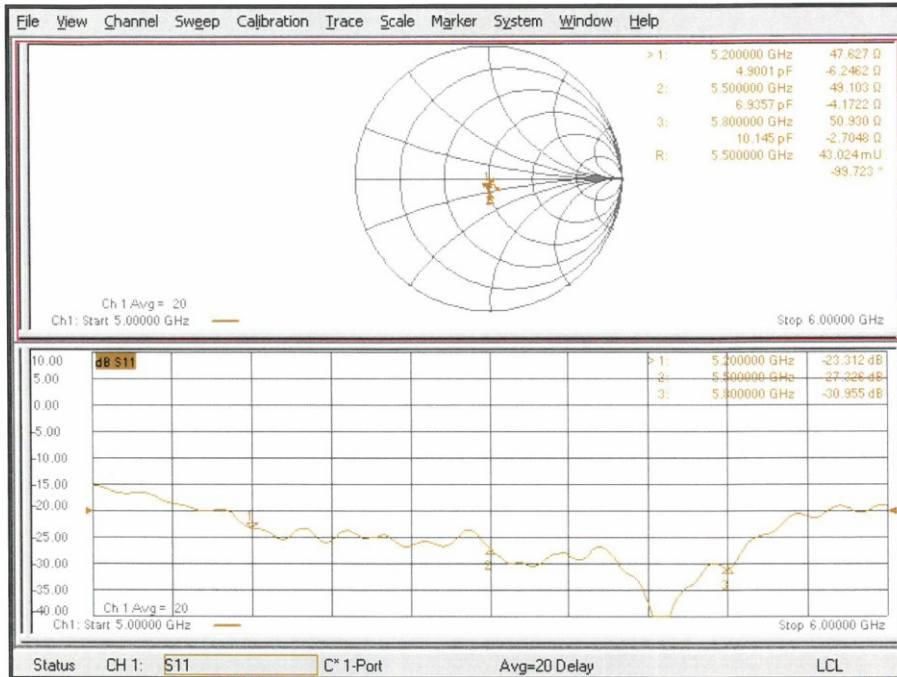 File View Channel Sweep Calibration Trace Scale Marker System Window Help
> 1: 5.200000 GHz 47.627 Ω
4.9001 pF -6.2462 Ω
2: 5.500000 GHz 49.103 Ω
6.9357 pF -4.1722 Ω
3: 5.800000 GHz 50.930 Ω
10.145 pF -2.7048 Ω
R: 5.500000 GHz 43.024 mU
-99.723 °
Ch 1 Avg = 20
Ch1: Start 5.00000 GHz
Stop 6.00000 GHz
10.00
dB S11
> 1: 5.200000 GHz -23.312 dB
5.00
2: 5.500000 GHz -27.326 dB
3: 5.800000 GHz -30.955 dB
0.00
-5.00
-10.00
-15.00
-20.00
1
-25.00
2
-30.00
3
-35.00
-40.00
Ch 1 Avg = 20
Ch1: Start 5.00000 GHz
Stop 6.00000 GHz
Status CH 1: S11 C* 1-Port Avg=20 Delay LCL